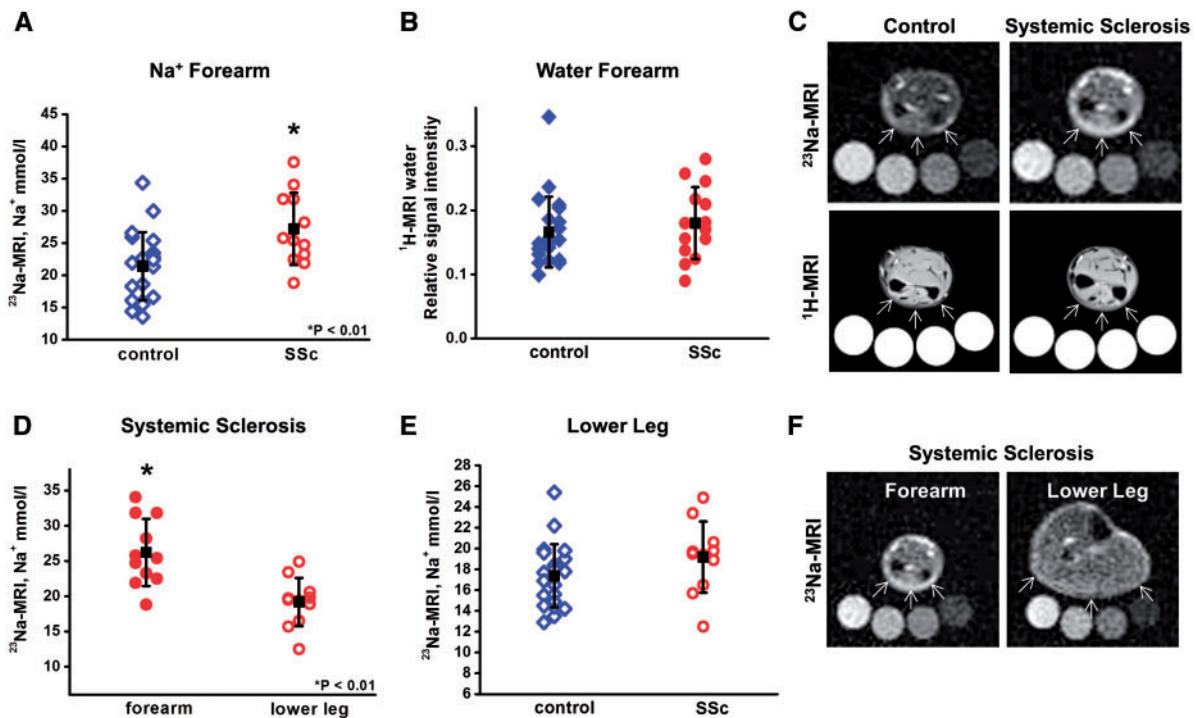 A
Na+ Forearm
23Na-MRI, Na+ mmol/l
45
40
35
30
25
20
15
10
*
*P < 0.01
control
SSc
B
Water Forearm
1H-MRI water
Relative signal intensitiy
0.3
0.2
0.1
0.0
control
SSc
C
Control
Systemic Sclerosis
23Na-MRI
1H-MRI
D
Systemic Sclerosis
23Na-MRI, Na+ mmol/l
35
30
25
20
15
10
*
*P < 0.01
forearm
lower leg
E
Lower Leg
23Na-MRI, Na+ mmol/l
28
26
24
22
20
18
16
14
12
10
8
6
control
SSc
F
Systemic Sclerosis
23Na-MRI
Forearm
Lower Leg